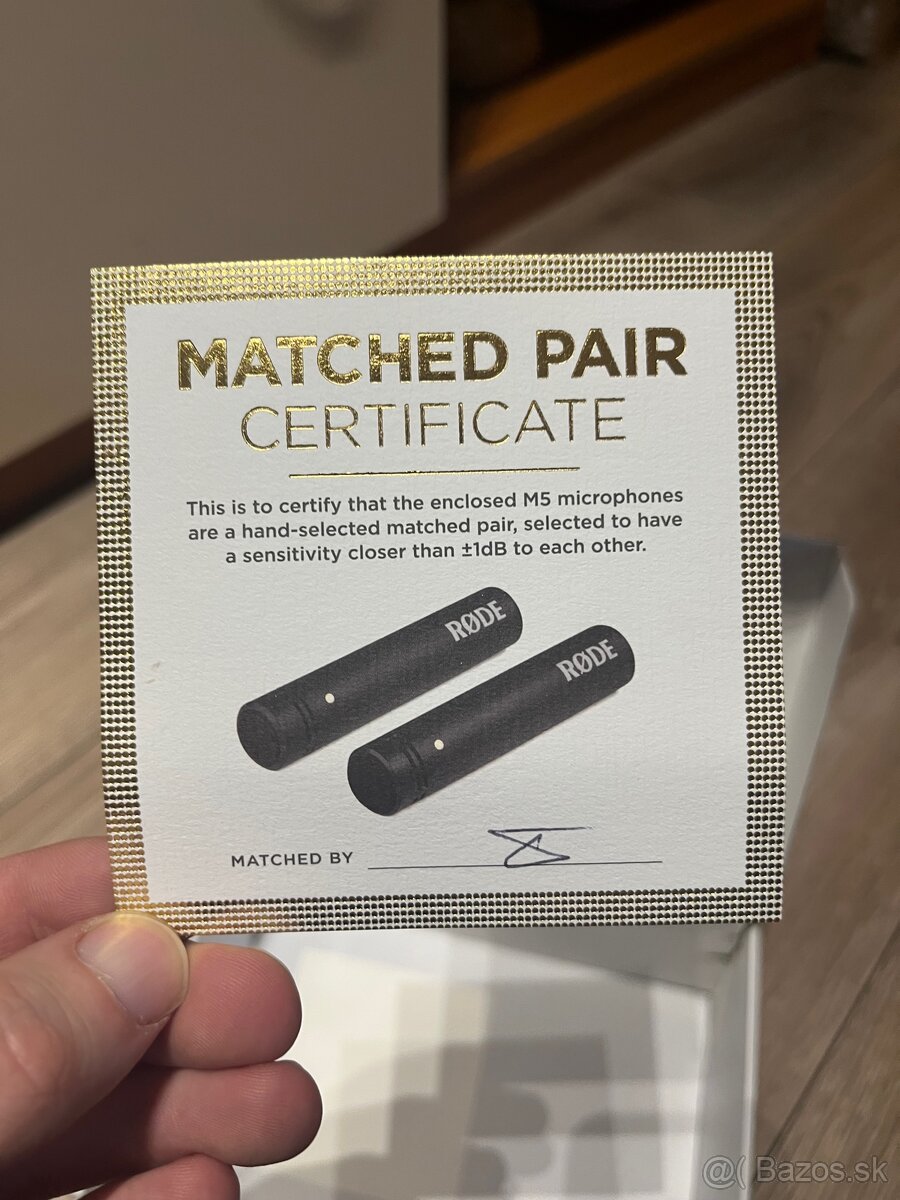 MATCHED PAIR
CERTIFICATE
This is to certify that the enclosed M5 microphones
are a hand-selected matched pair, selected to have
a sensitivity closer than ±1dB to each other.
RØDE
RØDE
MATCHED BY
@( Bazos.sk